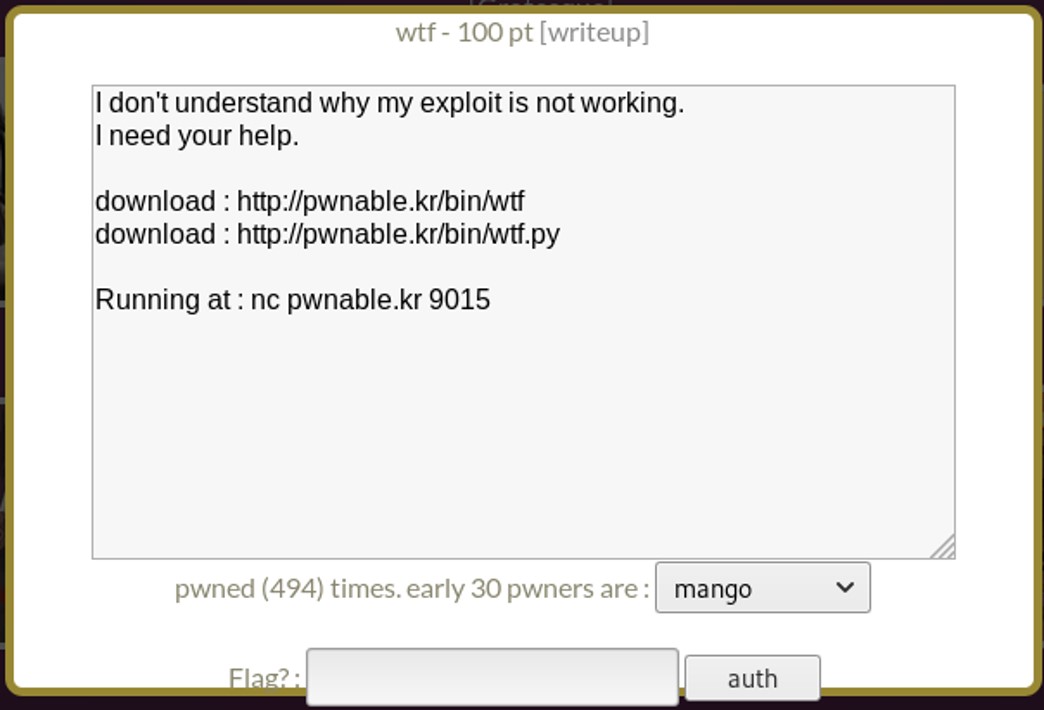 wtf - 100 pt [writeup]
I don't understand why my exploit is not working.
I need your help.
download : http://pwnable.kr/bin/wtf
download : http://pwnable.kr/bin/wtf.py
Running at : nc pwnable.kr 9015
pwned (494) times. early 30 pwners are : mango
Flag? : auth